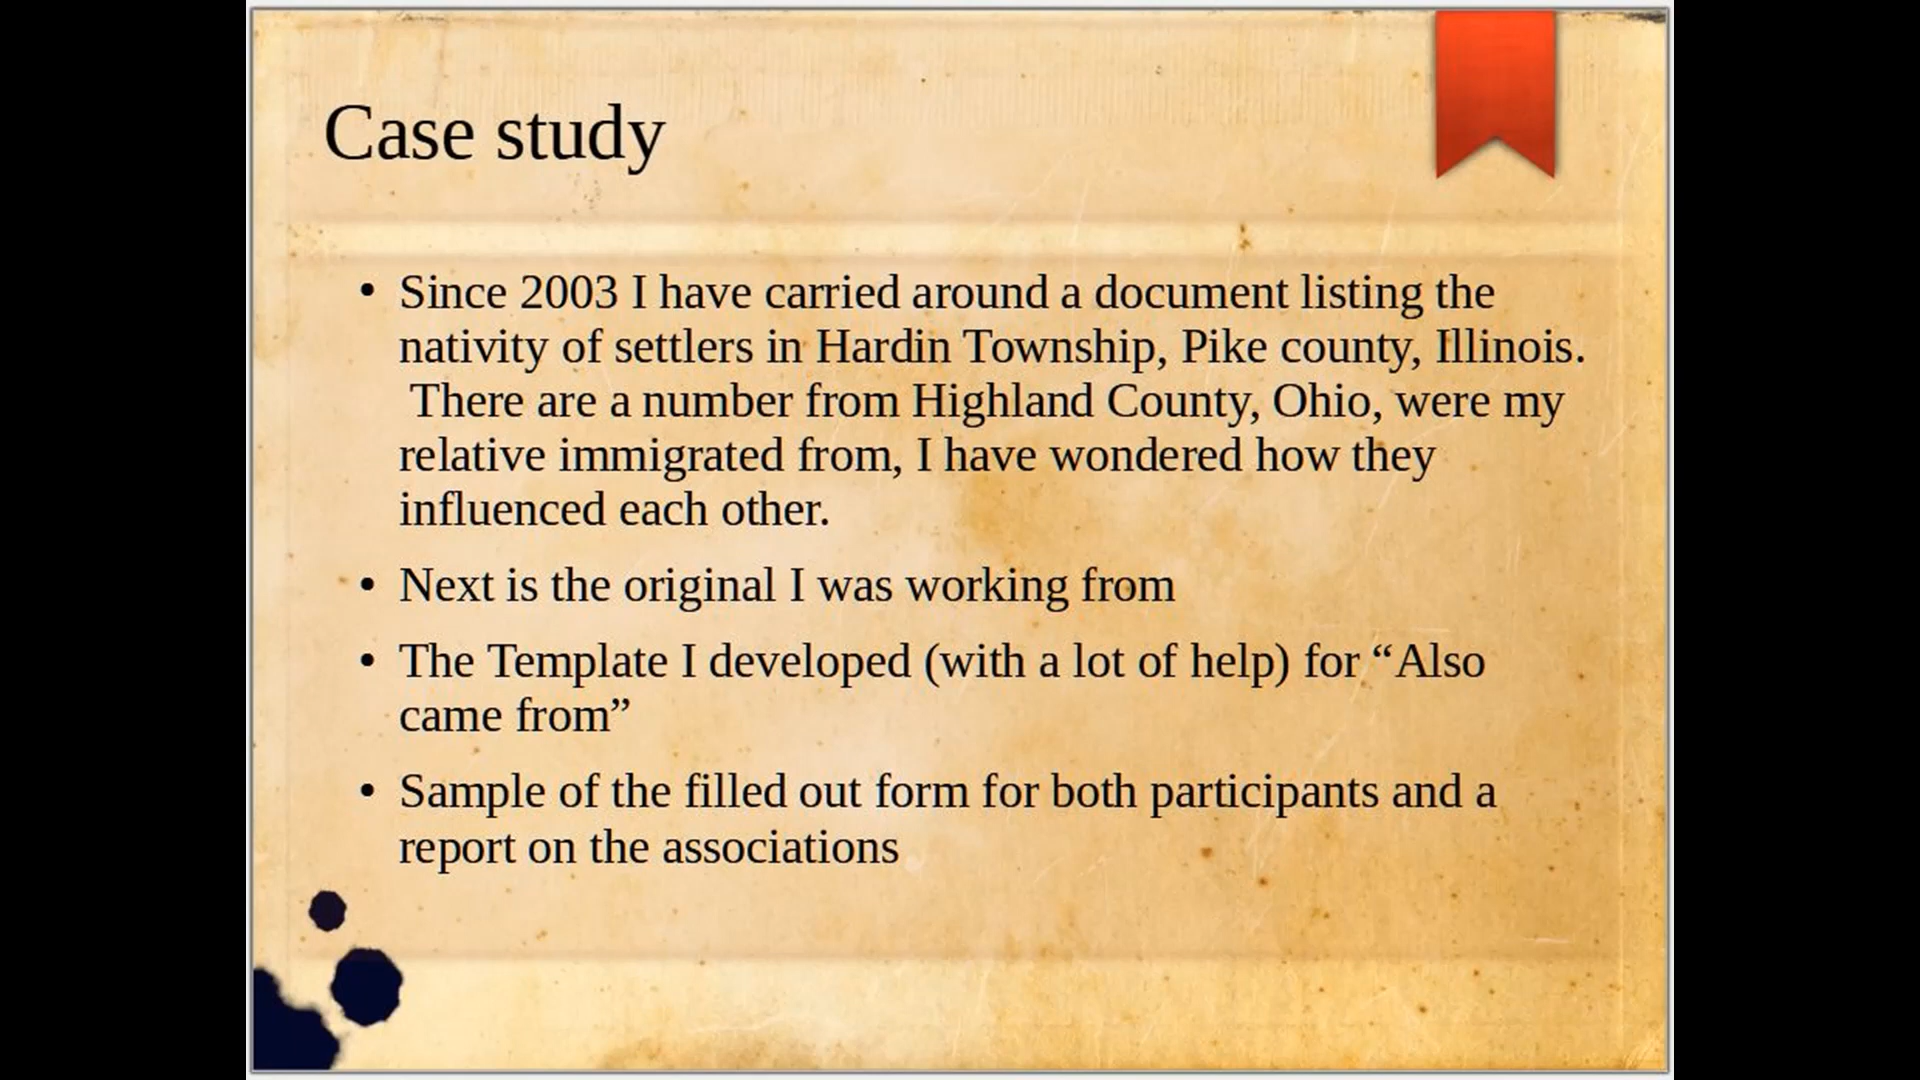 Case study
• Since 2003 I have carried around a document listing the
nativity of settlers in Hardin Township, Pike county, Illinois.
There are a number from Highland County, Ohio, were my
relative immigrated from, I have wondered how they
influenced each other.
• Next is the original I was working from
• The Template I developed (with a lot of help) for “Also
came from”
• Sample of the filled out form for both participants and a
report on the associations